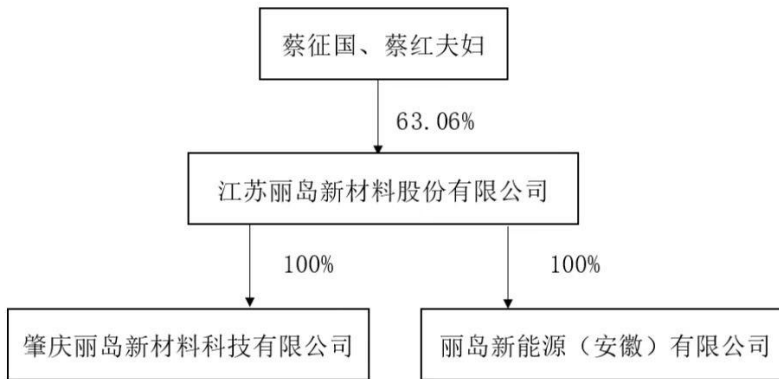 蔡征国、蔡红夫妇
63.06%
江苏丽岛新材料股份有限公司
100%
100%
肇庆丽岛新材料科技有限公司
丽岛新能源（安徽）有限公司